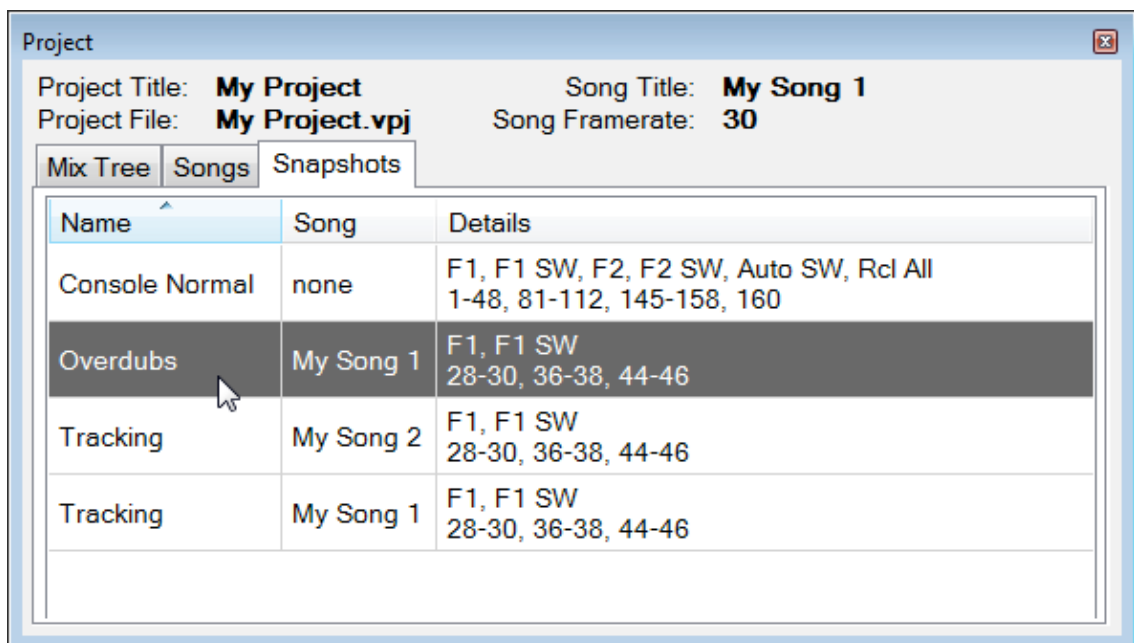 Project
Project Title: My Project Song Title: My Song 1
Project File: My Project.vpj Song Framerate: 30
Mix Tree Songs Snapshots
Name Song Details
Console Normal none F1, F1 SW, F2, F2 SW, Auto SW, Rcl All
1-48, 81-112, 145-158, 160
Overdubs My Song 1 F1, F1 SW
28-30, 36-38, 44-46
Tracking My Song 2 F1, F1 SW
28-30, 36-38, 44-46
Tracking My Song 1 F1, F1 SW
28-30, 36-38, 44-46